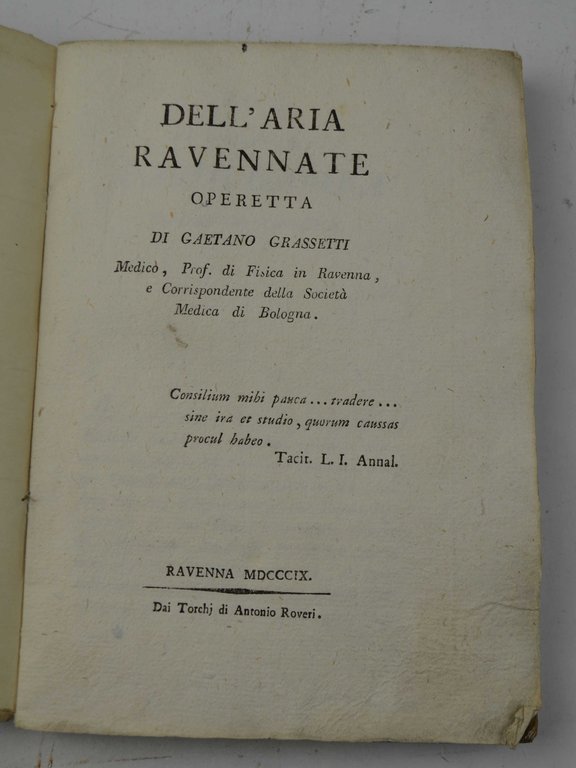 DELL'ARIA
RAVENNATE
OPERETTA
DI GAETANO GRASSETTI
Medico, Prof. di Fisica in Ravenna,
e Corrispondente della Società
Medica di Bologna.
Consilium mihi pauca ... tradere ...
sine ira et studio, quorum caussas
procul habeo.
Tacit. L. I. Annal.
RAVENNA MDCCCIX.
Dai Torchj di Antonio Roveri.